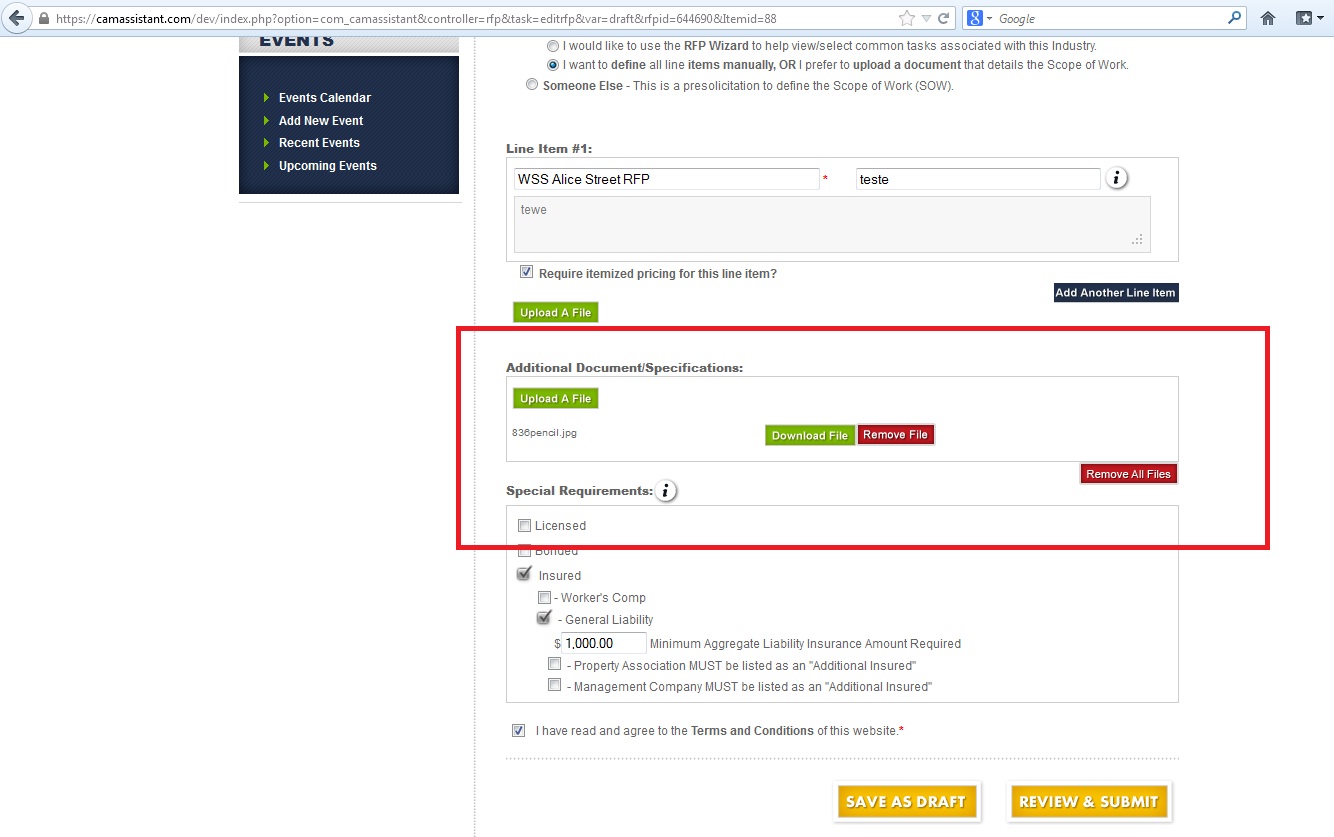 https://camassistant.com/dev/index.php?option=com_camassistant&controller=rfp&task=editrfp&var=draft&rfpid=644690&Itemid=88
Google
EVENTS
Events Calendar
Add New Event
Recent Events
Upcoming Events
I would like to use the RFP Wizard to help view/select common tasks associated with this Industry.
I want to define all line items manually, OR I prefer to upload a document that details the Scope of Work.
Someone Else - This is a presolicitation to define the Scope of Work (SOW).
Line Item #1:
WSS Alice Street RFP * teste i
tewe
Require itemized pricing for this line item?
Add Another Line Item
Upload A File
Additional Document/Specifications:
Upload A File
836pencil.jpg Download File Remove File
Remove All Files
Special Requirements: i
Licensed
Bonded
Insured
- Worker's Comp
- General Liability
$ 1,000.00 Minimum Aggregate Liability Insurance Amount Required
- Property Association MUST be listed as an "Additional Insured"
- Management Company MUST be listed as an "Additional Insured"
I have read and agree to the Terms and Conditions of this website.*
SAVE AS DRAFT REVIEW & SUBMIT